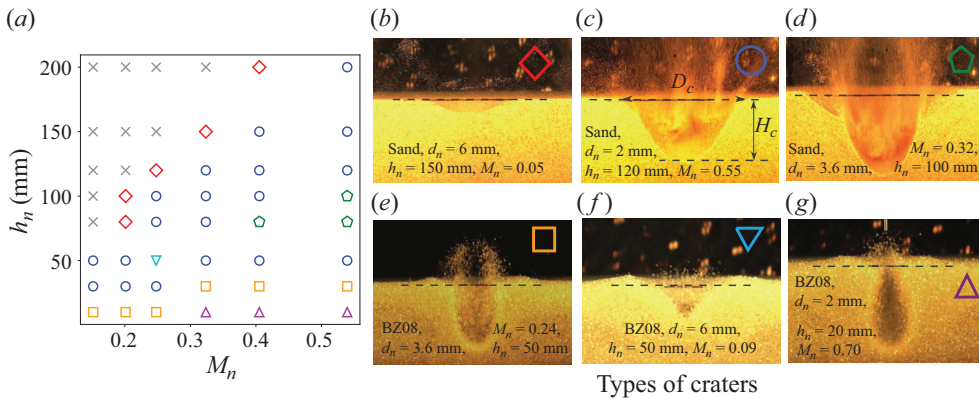 (a)
200
150
100
50
h_n (mm)
0.2 0.3 0.4 0.5
M_n
(b)
Sand, d_n = 6 mm,
h_n = 150 mm, M_n = 0.05
(c)
D_c
H_c
Sand,
d_n = 2 mm,
h_n = 120 mm, M_n = 0.55
(d)
Sand, M_n = 0.32,
d_n = 3.6 mm, h_n = 100 mm
(e)
BZ08, M_n = 0.24,
d_n = 3.6 mm, h_n = 50 mm
(f)
BZ08, d_n = 6 mm,
h_n = 50 mm, M_n = 0.09
(g)
BZ08,
d_n = 2 mm,
h_n = 20 mm,
M_n = 0.70
Types of craters